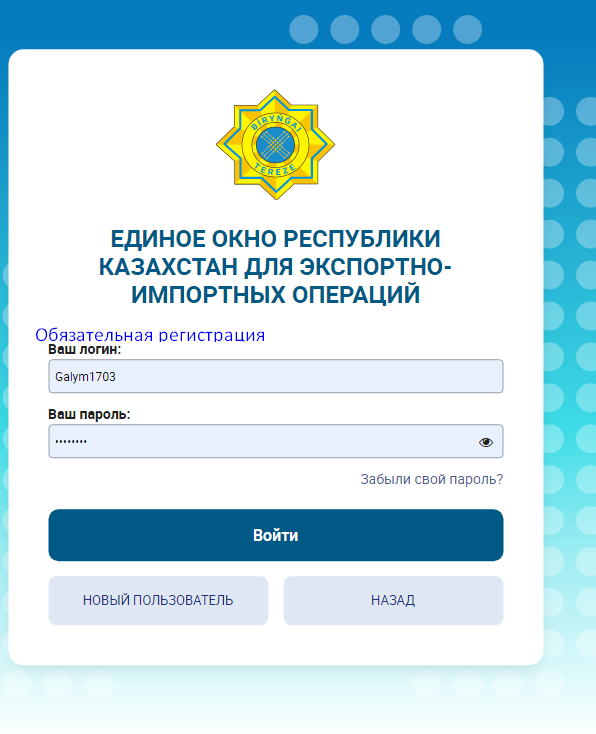 BIRYNGAI
TEREZE
ЕДИНОЕ ОКНО РЕСПУБЛИКИ
КАЗАХСТАН ДЛЯ ЭКСПОРТНО-
ИМПОРТНЫХ ОПЕРАЦИЙ
Обязательная регистрация
Ваш логин:
Galym1703
Ваш пароль:
••••••••
Забыли свой пароль?
Войти
НОВЫЙ ПОЛЬЗОВАТЕЛЬ
НАЗАД